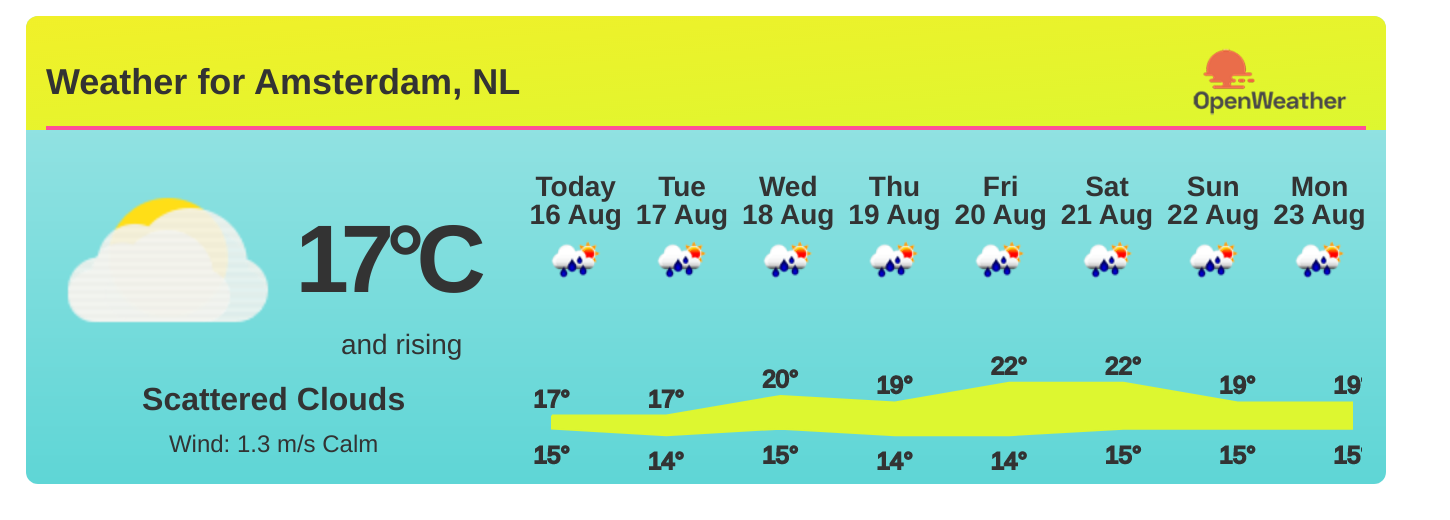 Weather for Amsterdam, NL
OpenWeather
17°C
and rising
Scattered Clouds
Wind: 1.3 m/s Calm
Today Tue Wed Thu Fri Sat Sun Mon
16 Aug 17 Aug 18 Aug 19 Aug 20 Aug 21 Aug 22 Aug 23 Aug
17° 17° 20° 19° 22° 22° 19° 19°
15° 14° 15° 14° 14° 15° 15° 15°